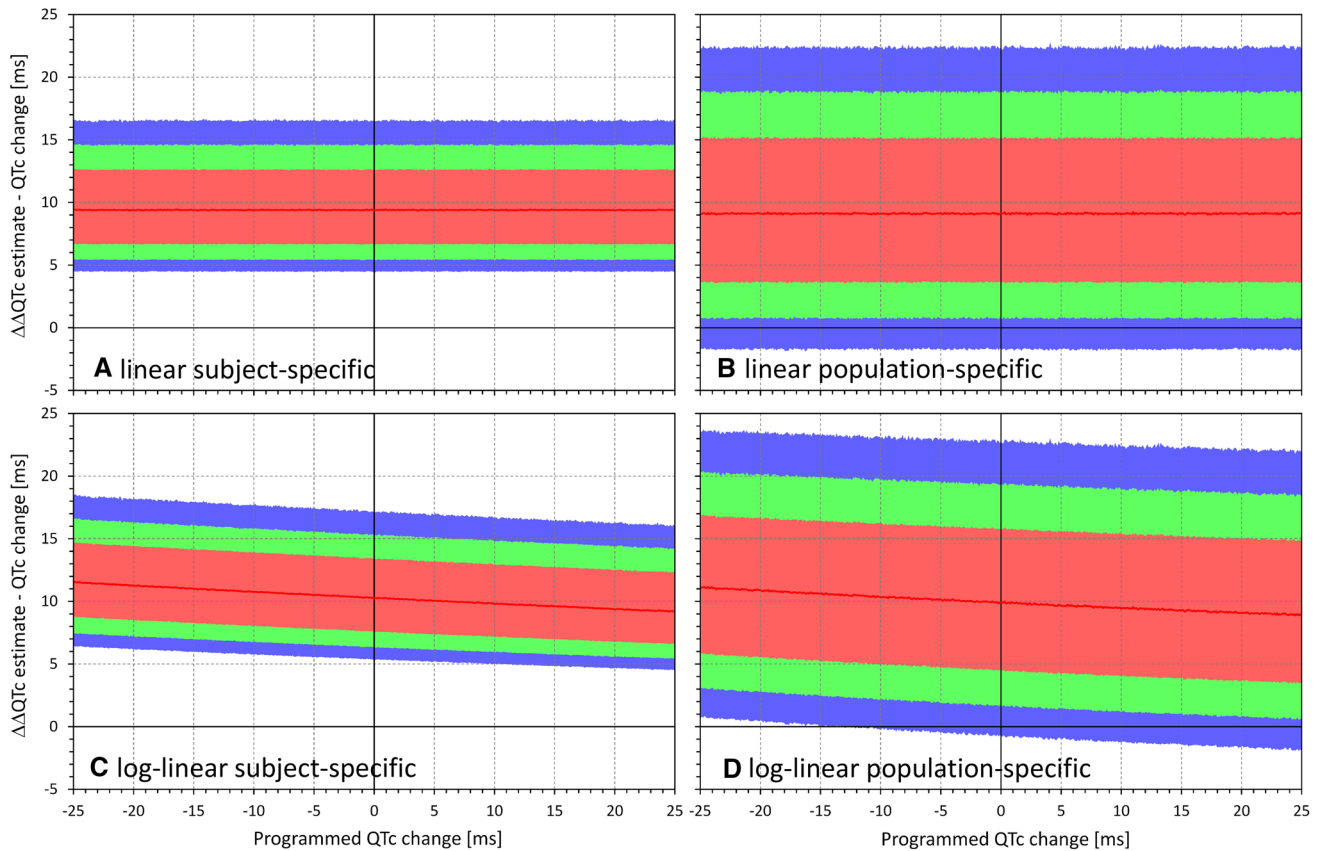 25
20
15
10
5
0
-5
ΔΔQTc estimate - QTc change [ms]
A linear subject-specific
B linear population-specific
25
20
15
10
5
0
-5
ΔΔQTc estimate - QTc change [ms]
C log-linear subject-specific
D log-linear population-specific
-25 -20 -15 -10 -5 0 5 10 15 20 25
-25 -20 -15 -10 -5 0 5 10 15 20 25
Programmed QTc change [ms]
Programmed QTc change [ms]